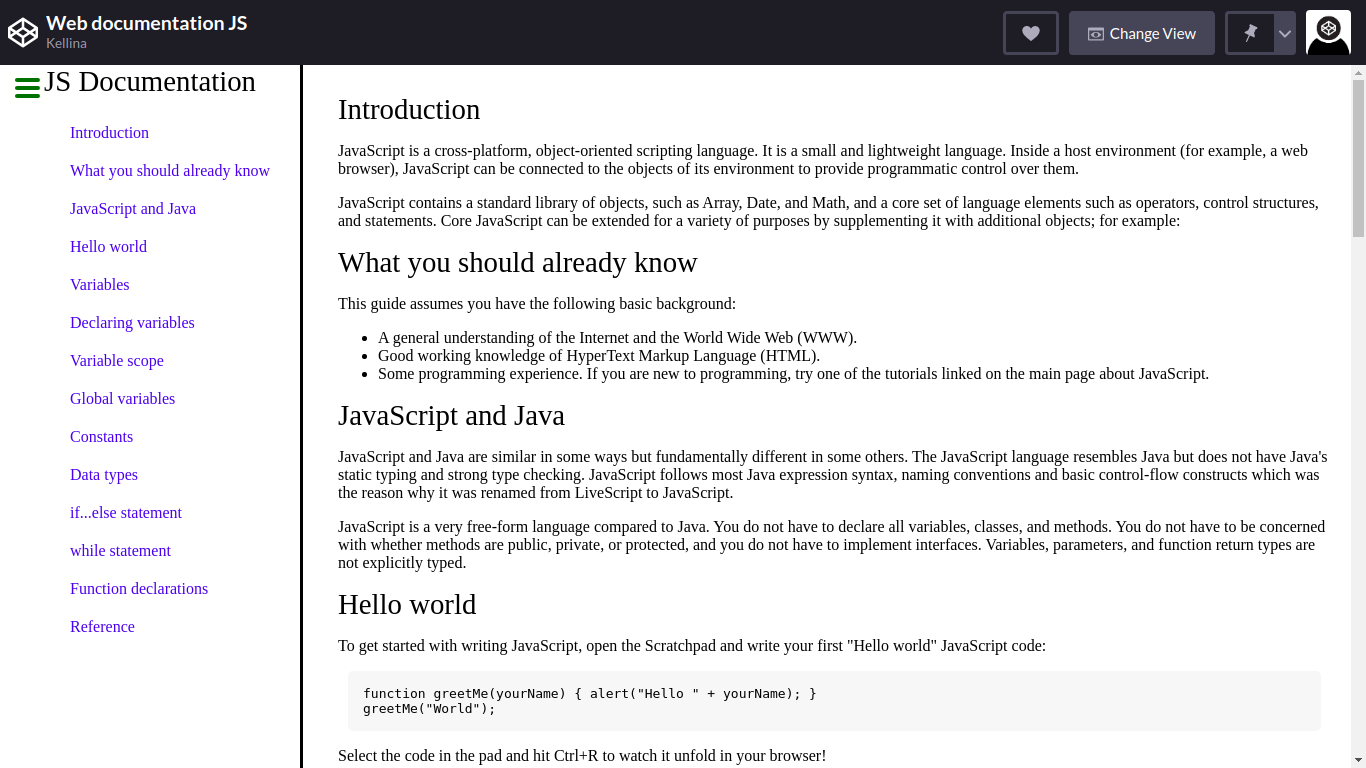 Web documentation JS
Kellina
Change View
JS Documentation
Introduction
What you should already know
JavaScript and Java
Hello world
Variables
Declaring variables
Variable scope
Global variables
Constants
Data types
if...else statement
while statement
Function declarations
Reference
Introduction
JavaScript is a cross-platform, object-oriented scripting language. It is a small and lightweight language. Inside a host environment (for example, a web
browser), JavaScript can be connected to the objects of its environment to provide programmatic control over them.
JavaScript contains a standard library of objects, such as Array, Date, and Math, and a core set of language elements such as operators, control structures,
and statements. Core JavaScript can be extended for a variety of purposes by supplementing it with additional objects; for example:
What you should already know
This guide assumes you have the following basic background:
• A general understanding of the Internet and the World Wide Web (WWW).
• Good working knowledge of HyperText Markup Language (HTML).
• Some programming experience. If you are new to programming, try one of the tutorials linked on the main page about JavaScript.
JavaScript and Java
JavaScript and Java are similar in some ways but fundamentally different in some others. The JavaScript language resembles Java but does not have Java's
static typing and strong type checking. JavaScript follows most Java expression syntax, naming conventions and basic control-flow constructs which was
the reason why it was renamed from LiveScript to JavaScript.
JavaScript is a very free-form language compared to Java. You do not have to declare all variables, classes, and methods. You do not have to be concerned
with whether methods are public, private, or protected, and you do not have to implement interfaces. Variables, parameters, and function return types are
not explicitly typed.
Hello world
To get started with writing JavaScript, open the Scratchpad and write your first "Hello world" JavaScript code:
function greetMe(yourName) { alert("Hello " + yourName); }
greetMe("World");
Select the code in the pad and hit Ctrl+R to watch it unfold in your browser!